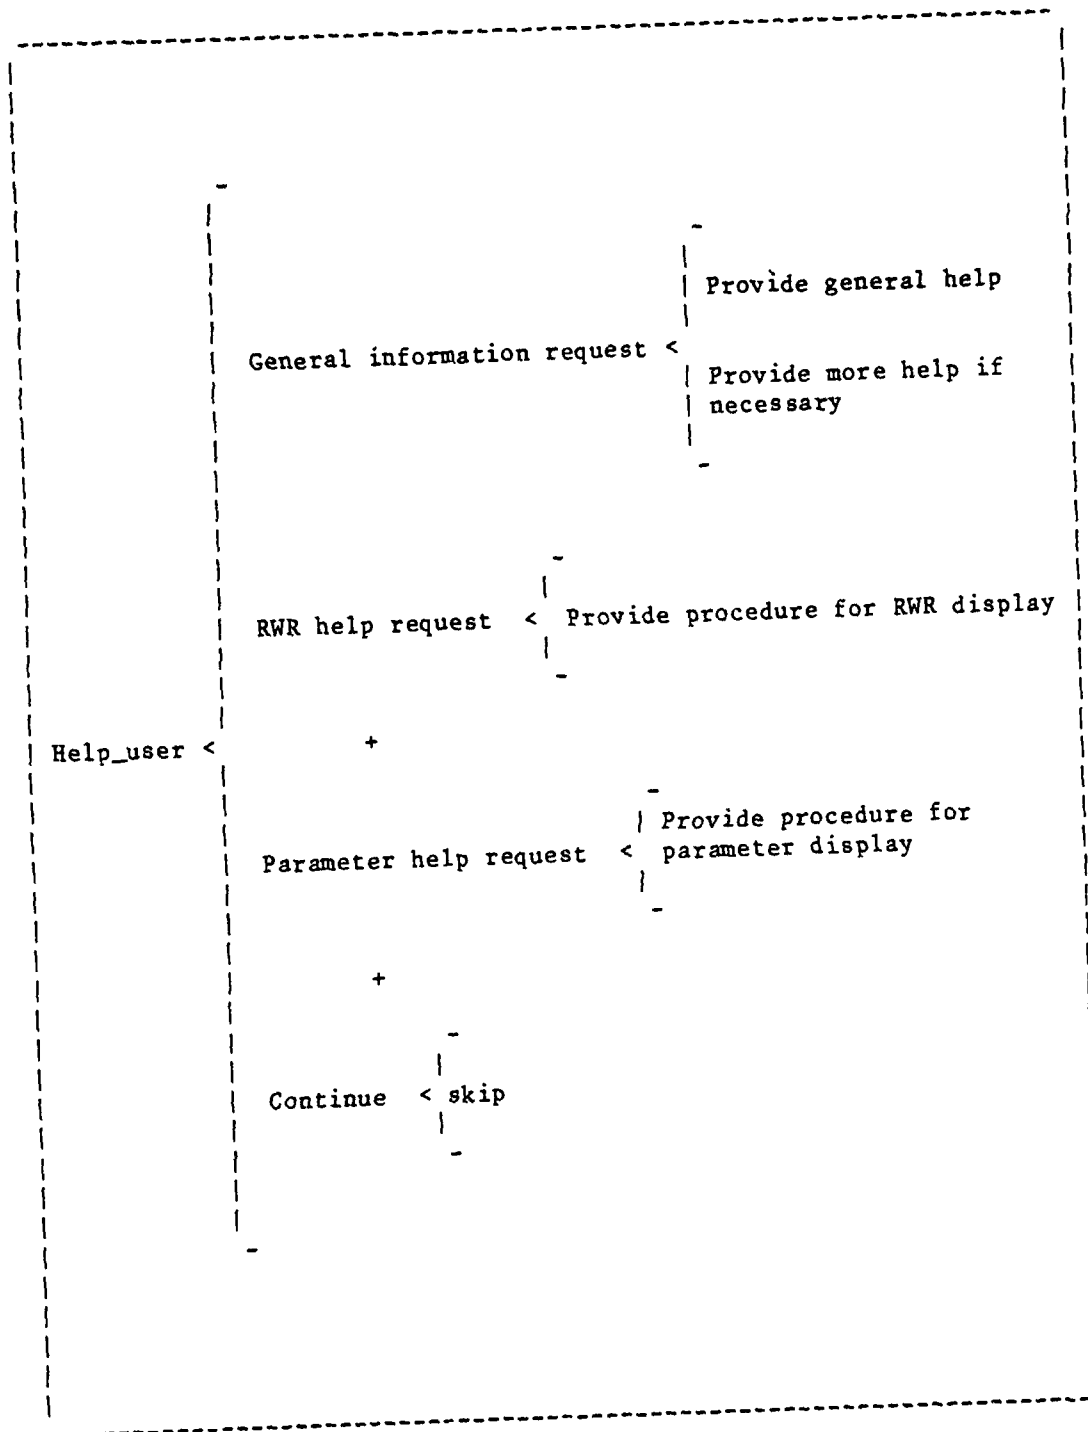 Provide general help
General information request <
Provide more help if
necessary
RWR help request < Provide procedure for RWR display
Help_user <
+
Provide procedure for
Parameter help request < parameter display
+
Continue < skip